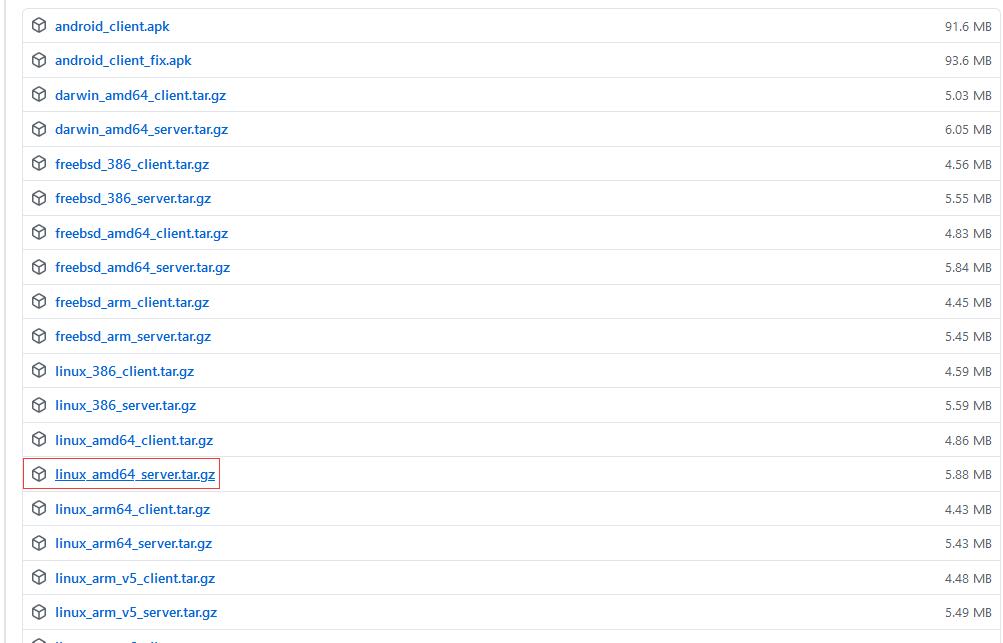 android_client.apk 91.6 MB
android_client_fix.apk 93.6 MB
darwin_amd64_client.tar.gz 5.03 MB
darwin_amd64_server.tar.gz 6.05 MB
freebsd_386_client.tar.gz 4.56 MB
freebsd_386_server.tar.gz 5.55 MB
freebsd_amd64_client.tar.gz 4.83 MB
freebsd_amd64_server.tar.gz 5.84 MB
freebsd_arm_client.tar.gz 4.45 MB
freebsd_arm_server.tar.gz 5.45 MB
linux_386_client.tar.gz 4.59 MB
linux_386_server.tar.gz 5.59 MB
linux_amd64_client.tar.gz 4.86 MB
linux_amd64_server.tar.gz 5.88 MB
linux_arm64_client.tar.gz 4.43 MB
linux_arm64_server.tar.gz 5.43 MB
linux_arm_v5_client.tar.gz 4.48 MB
linux_arm_v5_server.tar.gz 5.49 MB